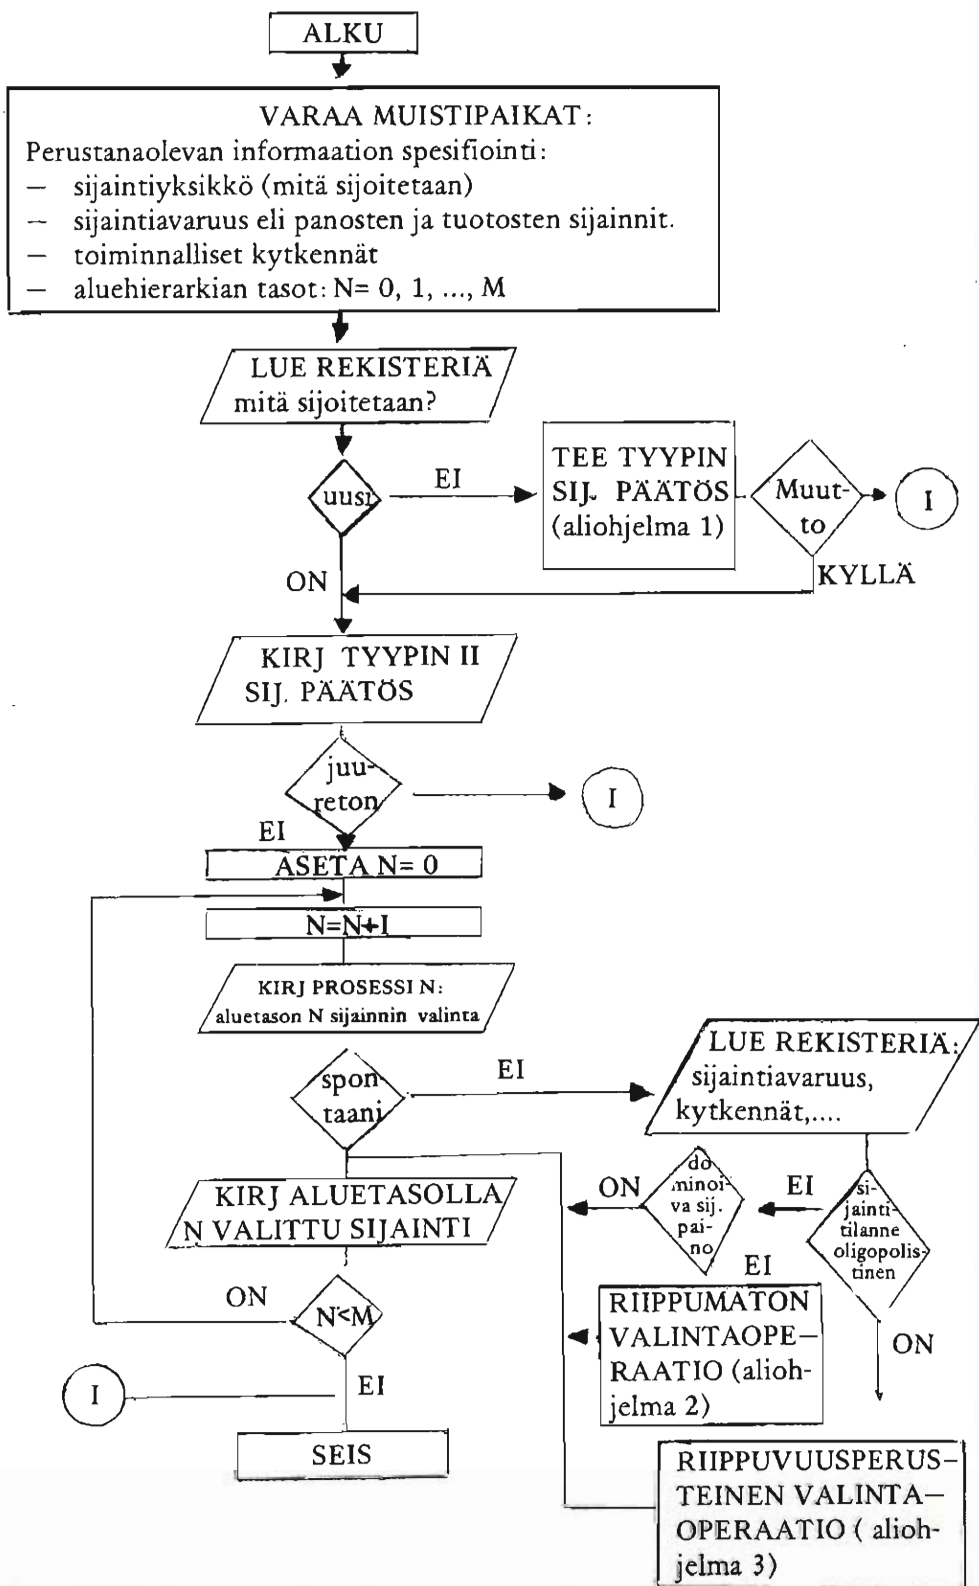 ALKU
VARAA MUISTIPAIKAT:
Perustanaolevan informaation spesifiointi:
— sijaintiyksikkö (mitä sijoitetaan)
— sijaintiavaruus eli panosten ja tuotosten sijainnit.
— toiminnalliset kytkennät
— aluehierarkian tasot: N= 0, 1, ..., M
LUE REKISTERIÄ
mitä sijoitetaan?
uusi
EI
TEE TYYPIN
SIJ. PÄÄTÖS
(aliohjelma 1)
Muut-
to
I
ON
KYLLÄ
KIRJ TYYPIN II
SIJ. PÄÄTÖS
juu-
reton
I
EI
ASETA N= 0
N=N+I
KIRJ PROSESSI N:
aluetason N sijainnin valinta
spon-
taani
EI
LUE REKISTERIÄ:
sijaintiavaruus,
kytkennät,....
KIRJ ALUETASOLLA
N VALITTU SIJAINTI
ON
do
minoi-
va sij.
pai-
no
EI
si-
jainti-
tilanne
oligopolis-
tinen
EI
ON
RIIPPUMATON
VALINTAOPE—
RAATIO (alioh-
jelma 2)
ON
N<M
EI
I
SEIS
RIIPPUVUUSPERUS—
TEINEN VALINTA—
OPERAATIO ( alioh-
jelma 3)